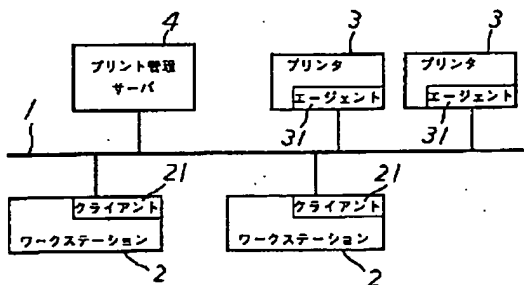 4
3
3
プリント管理
サーバ
プリンタ
エージェント
31
プリンタ
エージェント
31
1
21
クライアント
ワークステーション
2
21
クライアント
ワークステーション
2